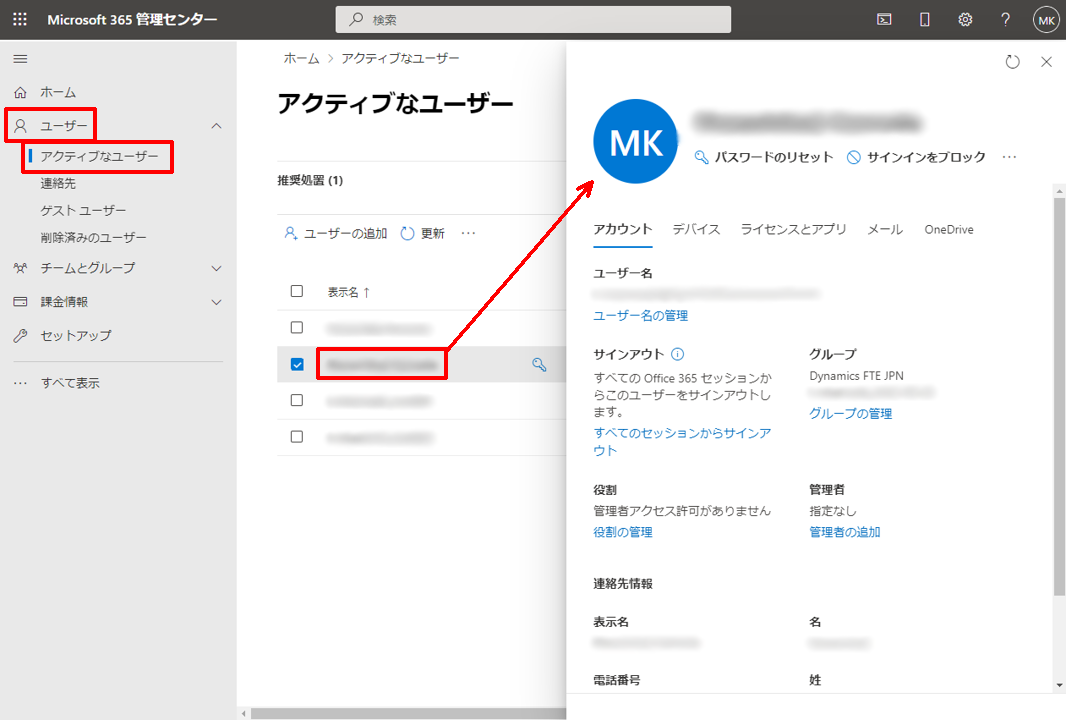 Microsoft 365 管理センター
検索
MK
ホーム
ユーザー
アクティブなユーザー
連絡先
ゲスト ユーザー
削除済みのユーザー
チームとグループ
課金情報
セットアップ
すべて表示
ホーム > アクティブなユーザー
アクティブなユーザー
推奨処置 (1)
ユーザーの追加 更新 …
表示名 ↑
MK
パスワードのリセット サインインをブロック …
アカウント デバイス ライセンスとアプリ メール OneDrive
ユーザー名
ユーザー名の管理
サインアウト
すべての Office 365 セッションか
らこのユーザーをサインアウトし
ます。
すべてのセッションからサインア
ウト
グループ
Dynamics FTE JPN
グループの管理
役割
管理者アクセス許可がありません
役割の管理
管理者
指定なし
管理者の追加
連絡先情報
表示名 名
電話番号 姓